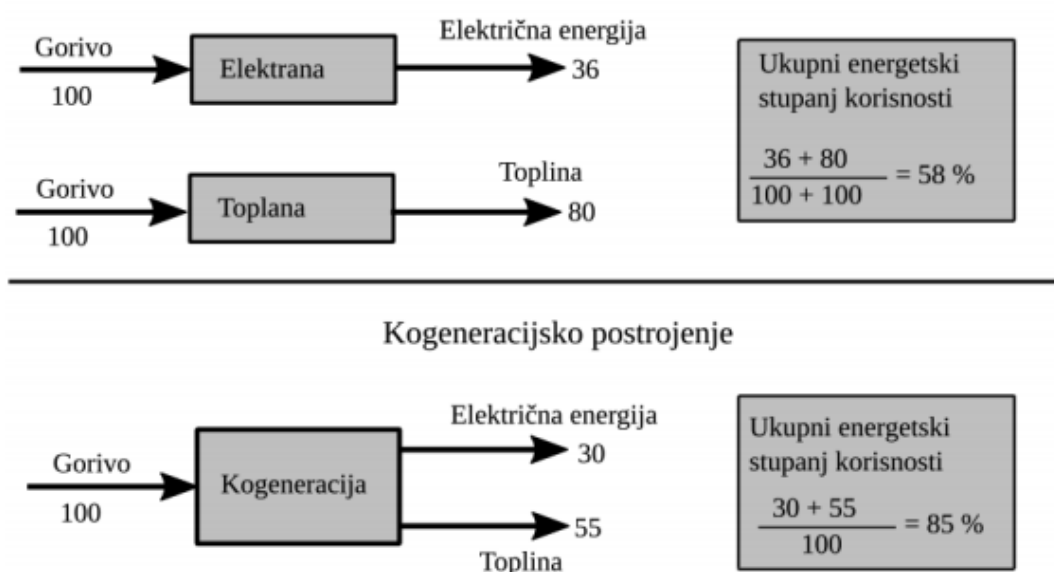 Gorivo
100
Elektrana
Električna energija
36
Gorivo
100
Toplana
Toplina
80
Ukupni energetski
stupanj korisnosti
36 + 80
100 + 100
= 58 %
Kogeneracijsko postrojenje
Gorivo
100
Kogeneracija
Električna energija
30
55
Toplina
Ukupni energetski
stupanj korisnosti
30 + 55
100
= 85 %